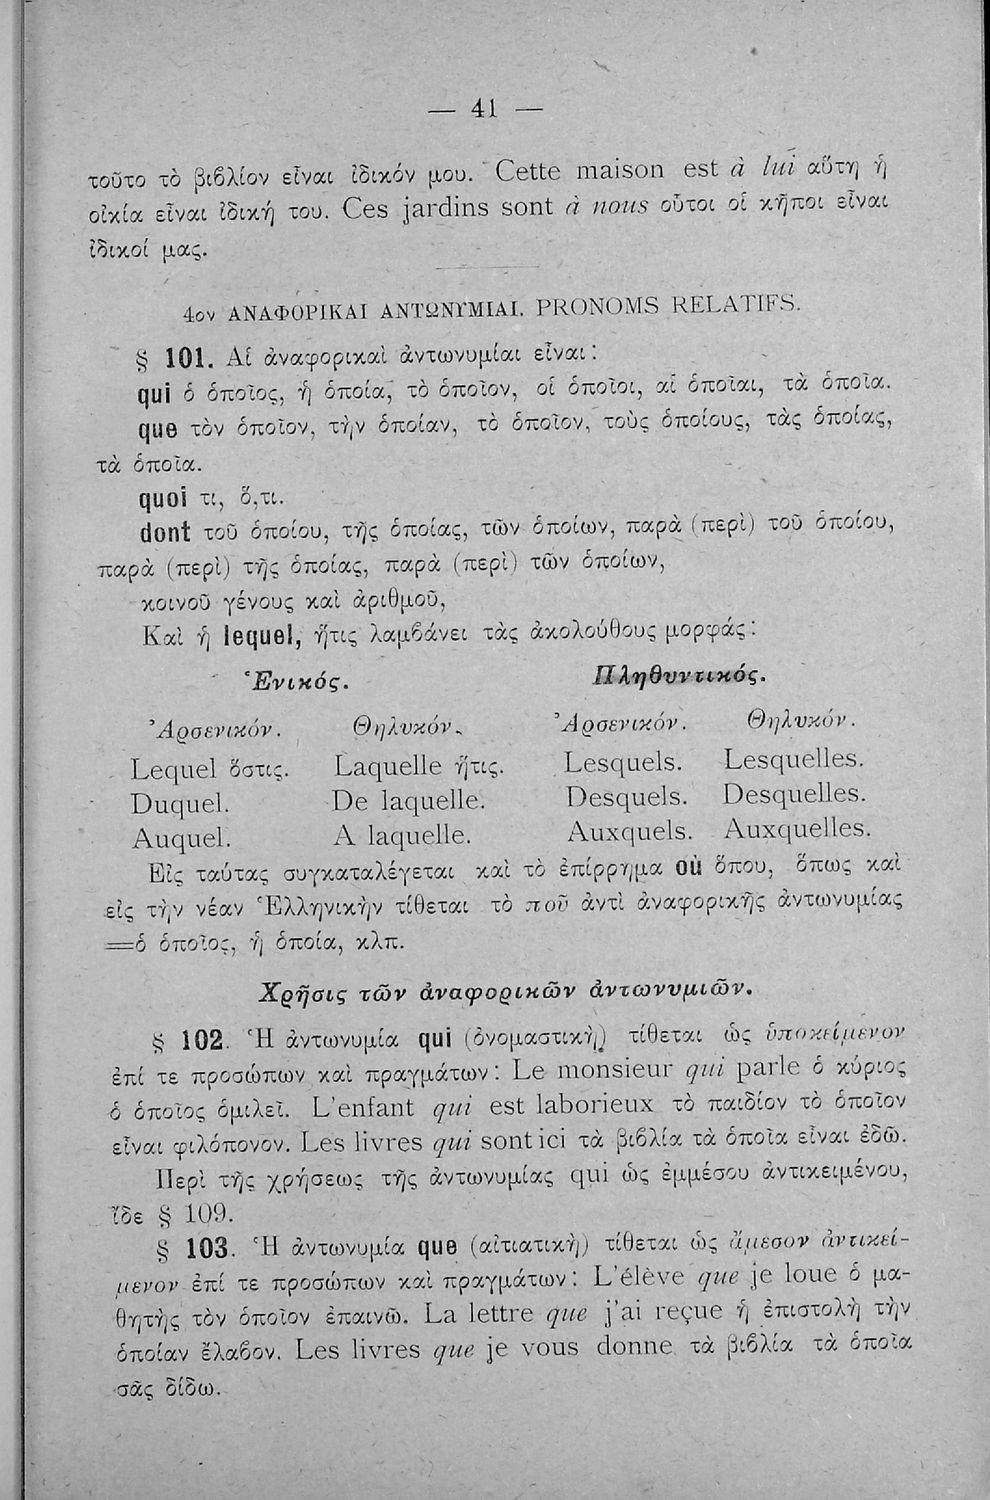 — 41 —
τοῦτο τὸ βιβλίον εἶναι ἰδικόν μου. Cette maison est à lui αὕτη ἡ
οἰκία εἶναι ἰδική του. Ces jardins sont à nous οὗτοι οἱ κῆποι εἶναι
ἰδικοί μας.
4ον ΑΝΑΦΟΡΙΚΑΙ ΑΝΤΩΝΥΜΙΑΙ. PRONOMS RELATIFS.
§ 101. Αἱ ἀναφορικαὶ ἀντωνυμίαι εἶναι:
qui ὁ ὁποῖος, ἡ ὁποία, τὸ ὁποῖον, οἱ ὁποῖοι, αἱ ὁποῖαι, τὰ ὁποῖα.
que τὸν ὁποῖον, τὴν ὁποίαν, τὸ ὁποῖον, τοὺς ὁποίους, τὰς ὁποίας,
τὰ ὁποῖα.
quoi τι, ὅ,τι.
dont τοῦ ὁποίου, τῆς ὁποίας, τῶν ὁποίων, παρὰ (περὶ) τοῦ ὁποίου,
παρὰ (περὶ) τῆς ὁποίας, παρὰ (περὶ) τῶν ὁποίων,
κοινοῦ γένους καὶ ἀριθμοῦ,
Καὶ ἡ lequel, ἥτις λαμβάνει τὰς ἀκολούθους μορφάς:
Ἑνικός. Πληθυντικός.
Ἀρσενικόν. Θηλυκόν. Ἀρσενικόν. Θηλυκόν.
Lequel ὅστις. Laquelle ἥτις. Lesquels. Lesquelles.
Duquel. De laquelle. Desquels. Desquelles.
Auquel. A laquelle. Auxquels. Auxquelles.
Εἰς ταύτας συγκαταλέγεται καὶ τὸ ἐπίρρημα où ὅπου, ὅπως καὶ
εἰς τὴν νέαν Ἑλληνικὴν τίθεται τὸ ποῦ ἀντὶ ἀναφορικῆς ἀντωνυμίας
=ὁ ὁποῖος, ἡ ὁποία, κλπ.
Χρῆσις τῶν ἀναφορικῶν ἀντωνυμιῶν.
§ 102. Ἡ ἀντωνυμία qui (ὀνομαστικὴ) τίθεται ὡς ὑποκείμενον
ἐπί τε προσώπων καὶ πραγμάτων: Le monsieur qui parle ὁ κύριος
ὁ ὁποῖος ὁμιλεῖ. L'enfant qui est laborieux τὸ παιδίον τὸ ὁποῖον
εἶναι φιλόπονον. Les livres qui sont ici τὰ βιβλία τὰ ὁποῖα εἶναι ἐδῶ.
Περὶ τῆς χρήσεως τῆς ἀντωνυμίας qui ὡς ἐμμέσου ἀντικειμένου,
ἴδε § 109.
§ 103. Ἡ ἀντωνυμία que (αἰτιατικὴ) τίθεται ὡς ἄμεσον ἀντικεί-
μενον ἐπί τε προσώπων καὶ πραγμάτων: L'élève que je loue ὁ μα-
θητὴς τὸν ὁποῖον ἐπαινῶ. La lettre que j'ai reçue ἡ ἐπιστολὴ τὴν
ὁποίαν ἔλαβον. Les livres que je vous donne τὰ βιβλία τὰ ὁποῖα
σᾶς δίδω.